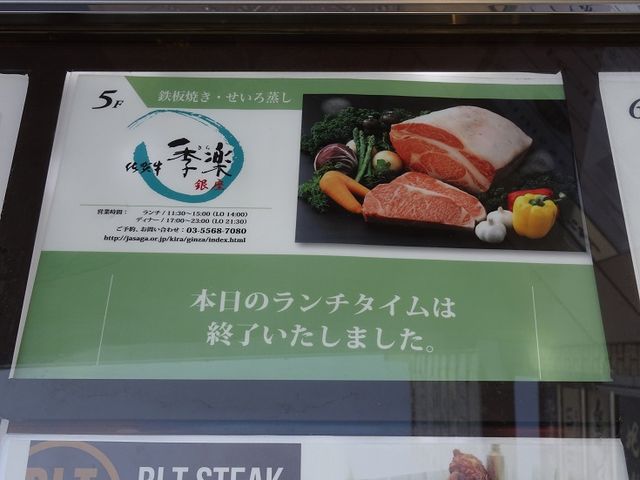 5F
鉄板焼き・せいろ蒸し
佐賀牛
季楽
きら
銀座
営業時間: ランチ / 11:30～15:00 (LO 14:00)
ディナー / 17:00～23:00 (LO 21:30)
ご予約、お問い合わせ: 03-5568-7080
http://jasaga.or.jp/kira/ginza/index.html
本日のランチタイムは
終了いたしました。
6
BLT
BLT STEAK